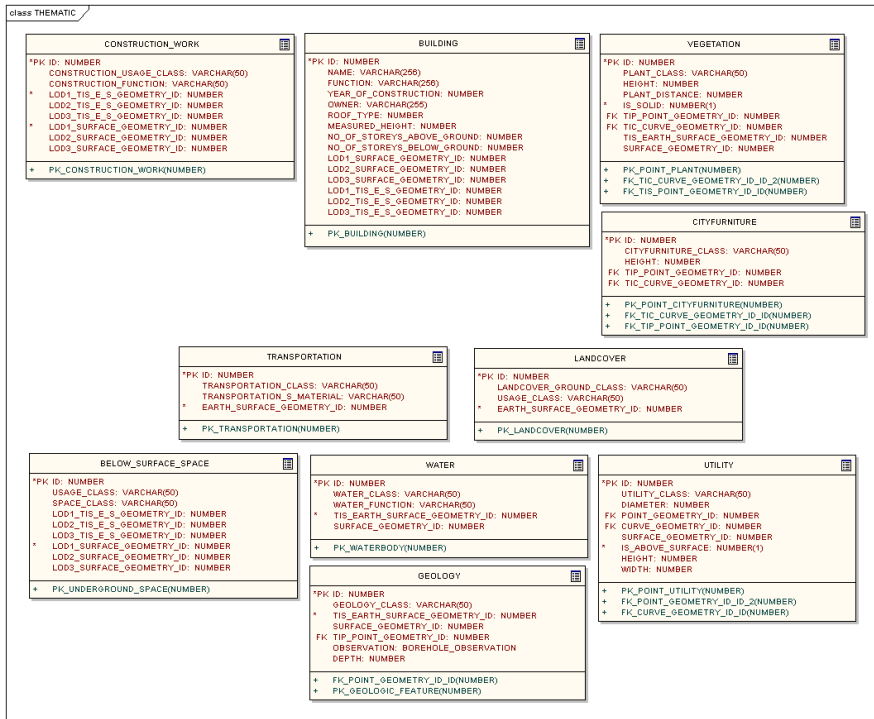 class THEMATIC
CONSTRUCTION_WORK
*PK ID: NUMBER
CONSTRUCTION_USAGE_CLASS: VARCHAR(50)
CONSTRUCTION_FUNCTION: VARCHAR(50)
* LOD1_TIS_E_S_GEOMETRY_ID: NUMBER
LOD2_TIS_E_S_GEOMETRY_ID: NUMBER
LOD3_TIS_E_S_GEOMETRY_ID: NUMBER
* LOD1_SURFACE_GEOMETRY_ID: NUMBER
LOD2_SURFACE_GEOMETRY_ID: NUMBER
LOD3_SURFACE_GEOMETRY_ID: NUMBER
+ PK_CONSTRUCTION_WORK(NUMBER)
BUILDING
*PK ID: NUMBER
NAME: VARCHAR(256)
FUNCTION: VARCHAR(256)
YEAR_OF_CONSTRUCTION: NUMBER
OWNER: VARCHAR(255)
ROOF_TYPE: NUMBER
MEASURED_HEIGHT: NUMBER
NO_OF_STOREYS_ABOVE_GROUND: NUMBER
NO_OF_STOREYS_BELOW_GROUND: NUMBER
LOD1_SURFACE_GEOMETRY_ID: NUMBER
LOD2_SURFACE_GEOMETRY_ID: NUMBER
LOD3_SURFACE_GEOMETRY_ID: NUMBER
LOD1_TIS_E_S_GEOMETRY_ID: NUMBER
LOD2_TIS_E_S_GEOMETRY_ID: NUMBER
LOD3_TIS_E_S_GEOMETRY_ID: NUMBER
+ PK_BUILDING(NUMBER)
VEGETATION
*PK ID: NUMBER
PLANT_CLASS: VARCHAR(50)
HEIGHT: NUMBER
PLANT_DISTANCE: NUMBER
* IS_SOLID: NUMBER(1)
FK TIP_POINT_GEOMETRY_ID: NUMBER
FK TIC_CURVE_GEOMETRY_ID: NUMBER
TIS_EARTH_SURFACE_GEOMETRY_ID: NUMBER
SURFACE_GEOMETRY_ID: NUMBER
+ PK_POINT_PLANT(NUMBER)
+ FK_TIC_CURVE_GEOMETRY_ID_ID_2(NUMBER)
+ FK_TIS_POINT_GEOMETRY_ID_ID(NUMBER)
CITYFURNITURE
*PK ID: NUMBER
CITYFURNITURE_CLASS: VARCHAR(50)
HEIGHT: NUMBER
FK TIP_POINT_GEOMETRY_ID: NUMBER
FK TIC_CURVE_GEOMETRY_ID: NUMBER
+ PK_POINT_CITYFURNITURE(NUMBER)
+ FK_TIC_CURVE_GEOMETRY_ID_ID(NUMBER)
+ FK_TIP_POINT_GEOMETRY_ID_ID(NUMBER)
TRANSPORTATION
*PK ID: NUMBER
TRANSPORTATION_CLASS: VARCHAR(50)
TRANSPORTATION_S_MATERIAL: VARCHAR(50)
* EARTH_SURFACE_GEOMETRY_ID: NUMBER
+ PK_TRANSPORTATION(NUMBER)
LANDCOVER
*PK ID: NUMBER
LANDCOVER_GROUND_CLASS: VARCHAR(50)
USAGE_CLASS: VARCHAR(50)
* EARTH_SURFACE_GEOMETRY_ID: NUMBER
+ PK_LANDCOVER(NUMBER)
BELOW_SURFACE_SPACE
*PK ID: NUMBER
USAGE_CLASS: VARCHAR(50)
SPACE_CLASS: VARCHAR(50)
LOD1_TIS_E_S_GEOMETRY_ID: NUMBER
LOD2_TIS_E_S_GEOMETRY_ID: NUMBER
LOD3_TIS_E_S_GEOMETRY_ID: NUMBER
* LOD1_SURFACE_GEOMETRY_ID: NUMBER
LOD2_SURFACE_GEOMETRY_ID: NUMBER
LOD3_SURFACE_GEOMETRY_ID: NUMBER
+ PK_UNDERGROUND_SPACE(NUMBER)
WATER
*PK ID: NUMBER
WATER_CLASS: VARCHAR(50)
WATER_FUNCTION: VARCHAR(50)
* TIS_EARTH_SURFACE_GEOMETRY_ID: NUMBER
SURFACE_GEOMETRY_ID: NUMBER
+ PK_WATERBODY(NUMBER)
UTILITY
*PK ID: NUMBER
UTILITY_CLASS: VARCHAR(50)
DIAMETER: NUMBER
FK POINT_GEOMETRY_ID: NUMBER
FK CURVE_GEOMETRY_ID: NUMBER
SURFACE_GEOMETRY_ID: NUMBER
* IS_ABOVE_SURFACE: NUMBER(1)
HEIGHT: NUMBER
WIDTH: NUMBER
+ PK_POINT_UTILITY(NUMBER)
+ FK_POINT_GEOMETRY_ID_ID_2(NUMBER)
+ FK_CURVE_GEOMETRY_ID_ID(NUMBER)
GEOLOGY
*PK ID: NUMBER
GEOLOGY_CLASS: VARCHAR(50)
* TIS_EARTH_SURFACE_GEOMETRY_ID: NUMBER
SURFACE_GEOMETRY_ID: NUMBER
FK TIP_POINT_GEOMETRY_ID: NUMBER
OBSERVATION: BOREHOLE_OBSERVATION
DEPTH: NUMBER
+ FK_POINT_GEOMETRY_ID_ID(NUMBER)
+ PK_GEOLOGIC_FEATURE(NUMBER)